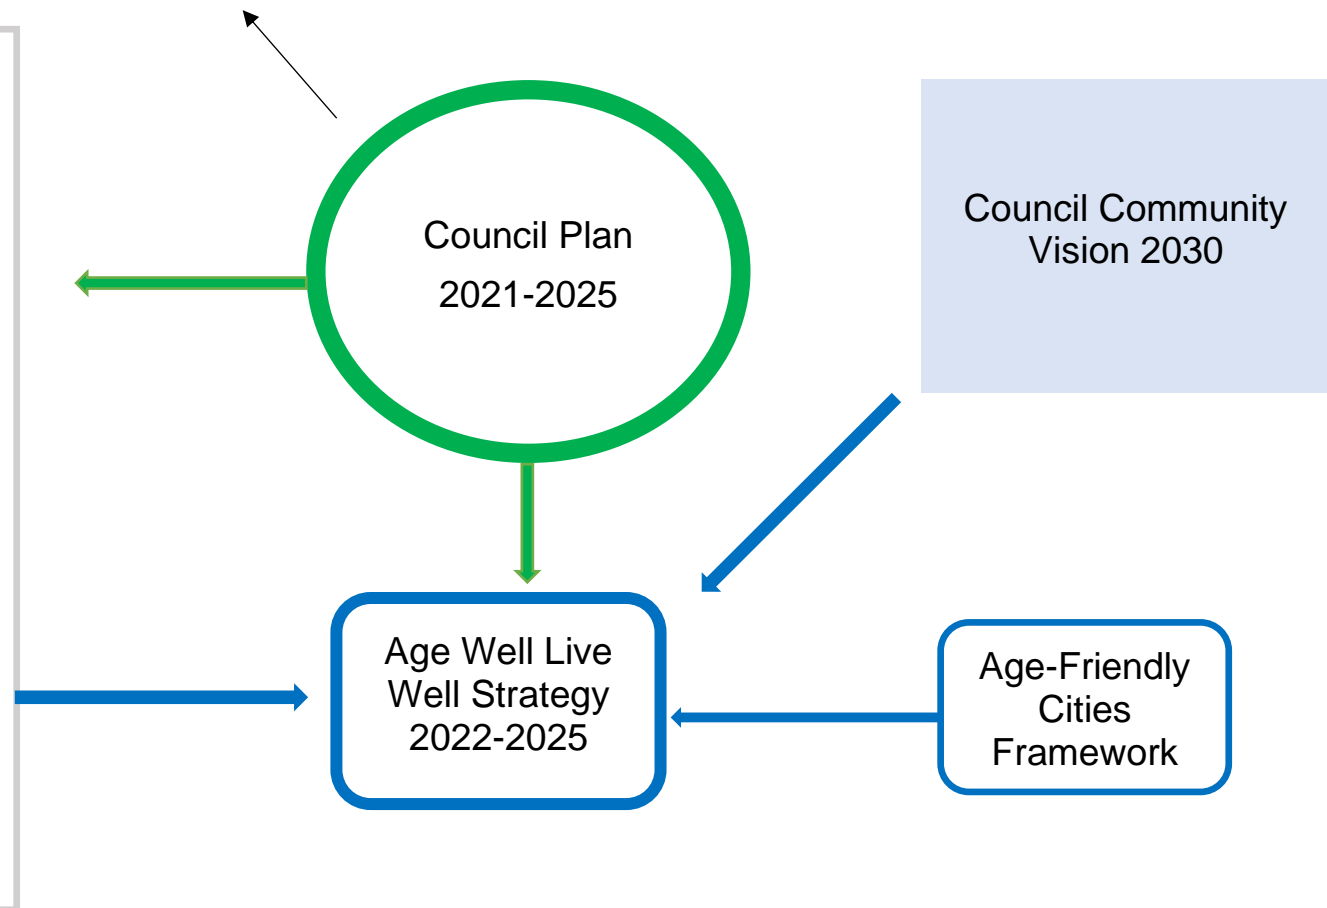 Council Plan
2021-2025
Council Community
Vision 2030
Age Well Live
Well Strategy
2022-2025
Age-Friendly
Cities
Framework